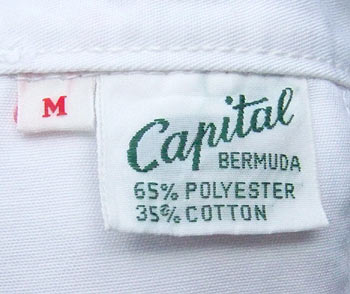 M
Capital
BERMUDA
65% POLYESTER
35% COTTON